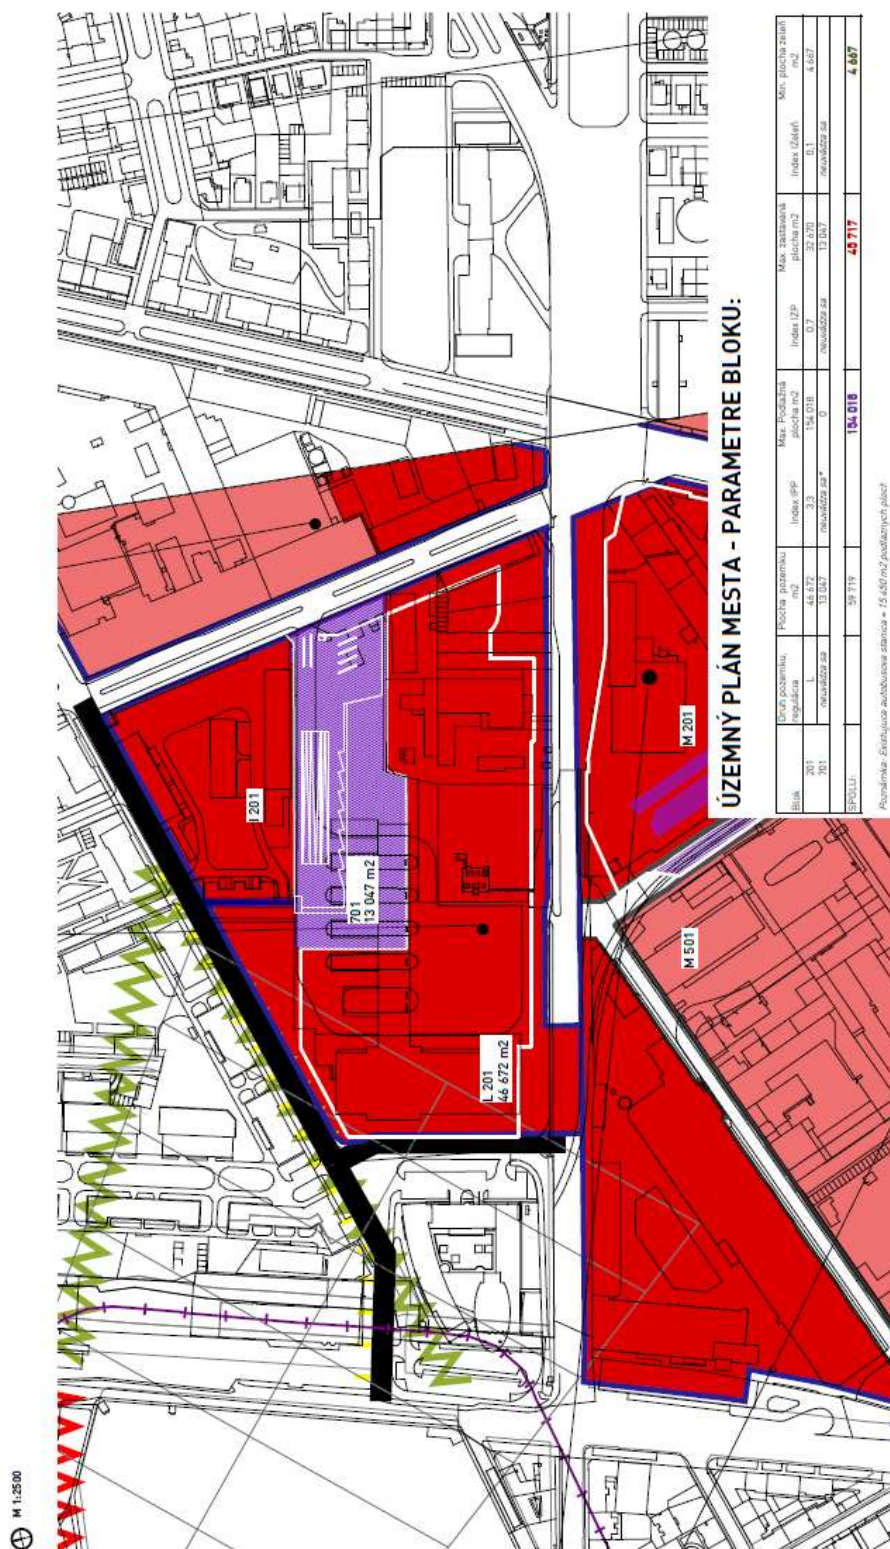 M 1:2500
I 201
701
13 047 m2
L 201
46 672 m2
M 201
M 501
ÚZEMNÝ PLÁN MESTA - PARAMETRE BLOKU:
Blok Druh pozemku, regulácia Plocha pozemku m2 Index IPP Max. Podlažná plocha m2 Index IZP Max. zastavaná plocha m2 Index IZeleň Min. plocha zeleň m2
201 L 46 672 3,3 154 018 0,7 32 670 0,1 4 667
701 neuvádza sa 13 047 neuvádza sa* 0 neuvádza sa 13 047 neuvádza sa
SPOLU: 59 719 154 018 45 717 4 667
Poznámka: Existujúca autobusová stanica = 15 450 m2 podlažných plôch